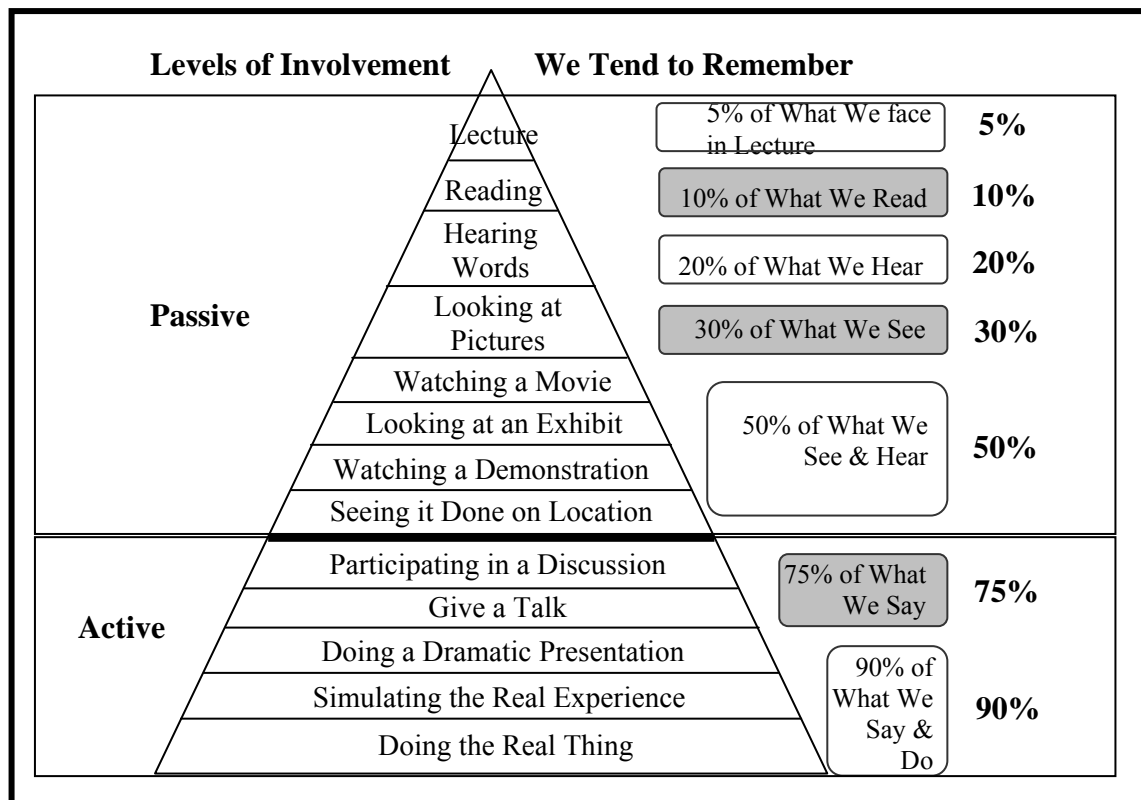 Levels of Involvement We Tend to Remember
Lecture
5% of What We face
in Lecture
5%
Reading
10% of What We Read
10%
Hearing
Words
20% of What We Hear
20%
Passive
Looking at
Pictures
30% of What We See
30%
Watching a Movie
Looking at an Exhibit
Watching a Demonstration
Seeing it Done on Location
50% of What We
See & Hear
50%
Active
Participating in a Discussion
Give a Talk
75% of What
We Say
75%
Doing a Dramatic Presentation
Simulating the Real Experience
Doing the Real Thing
90% of
What We
Say &
Do
90%